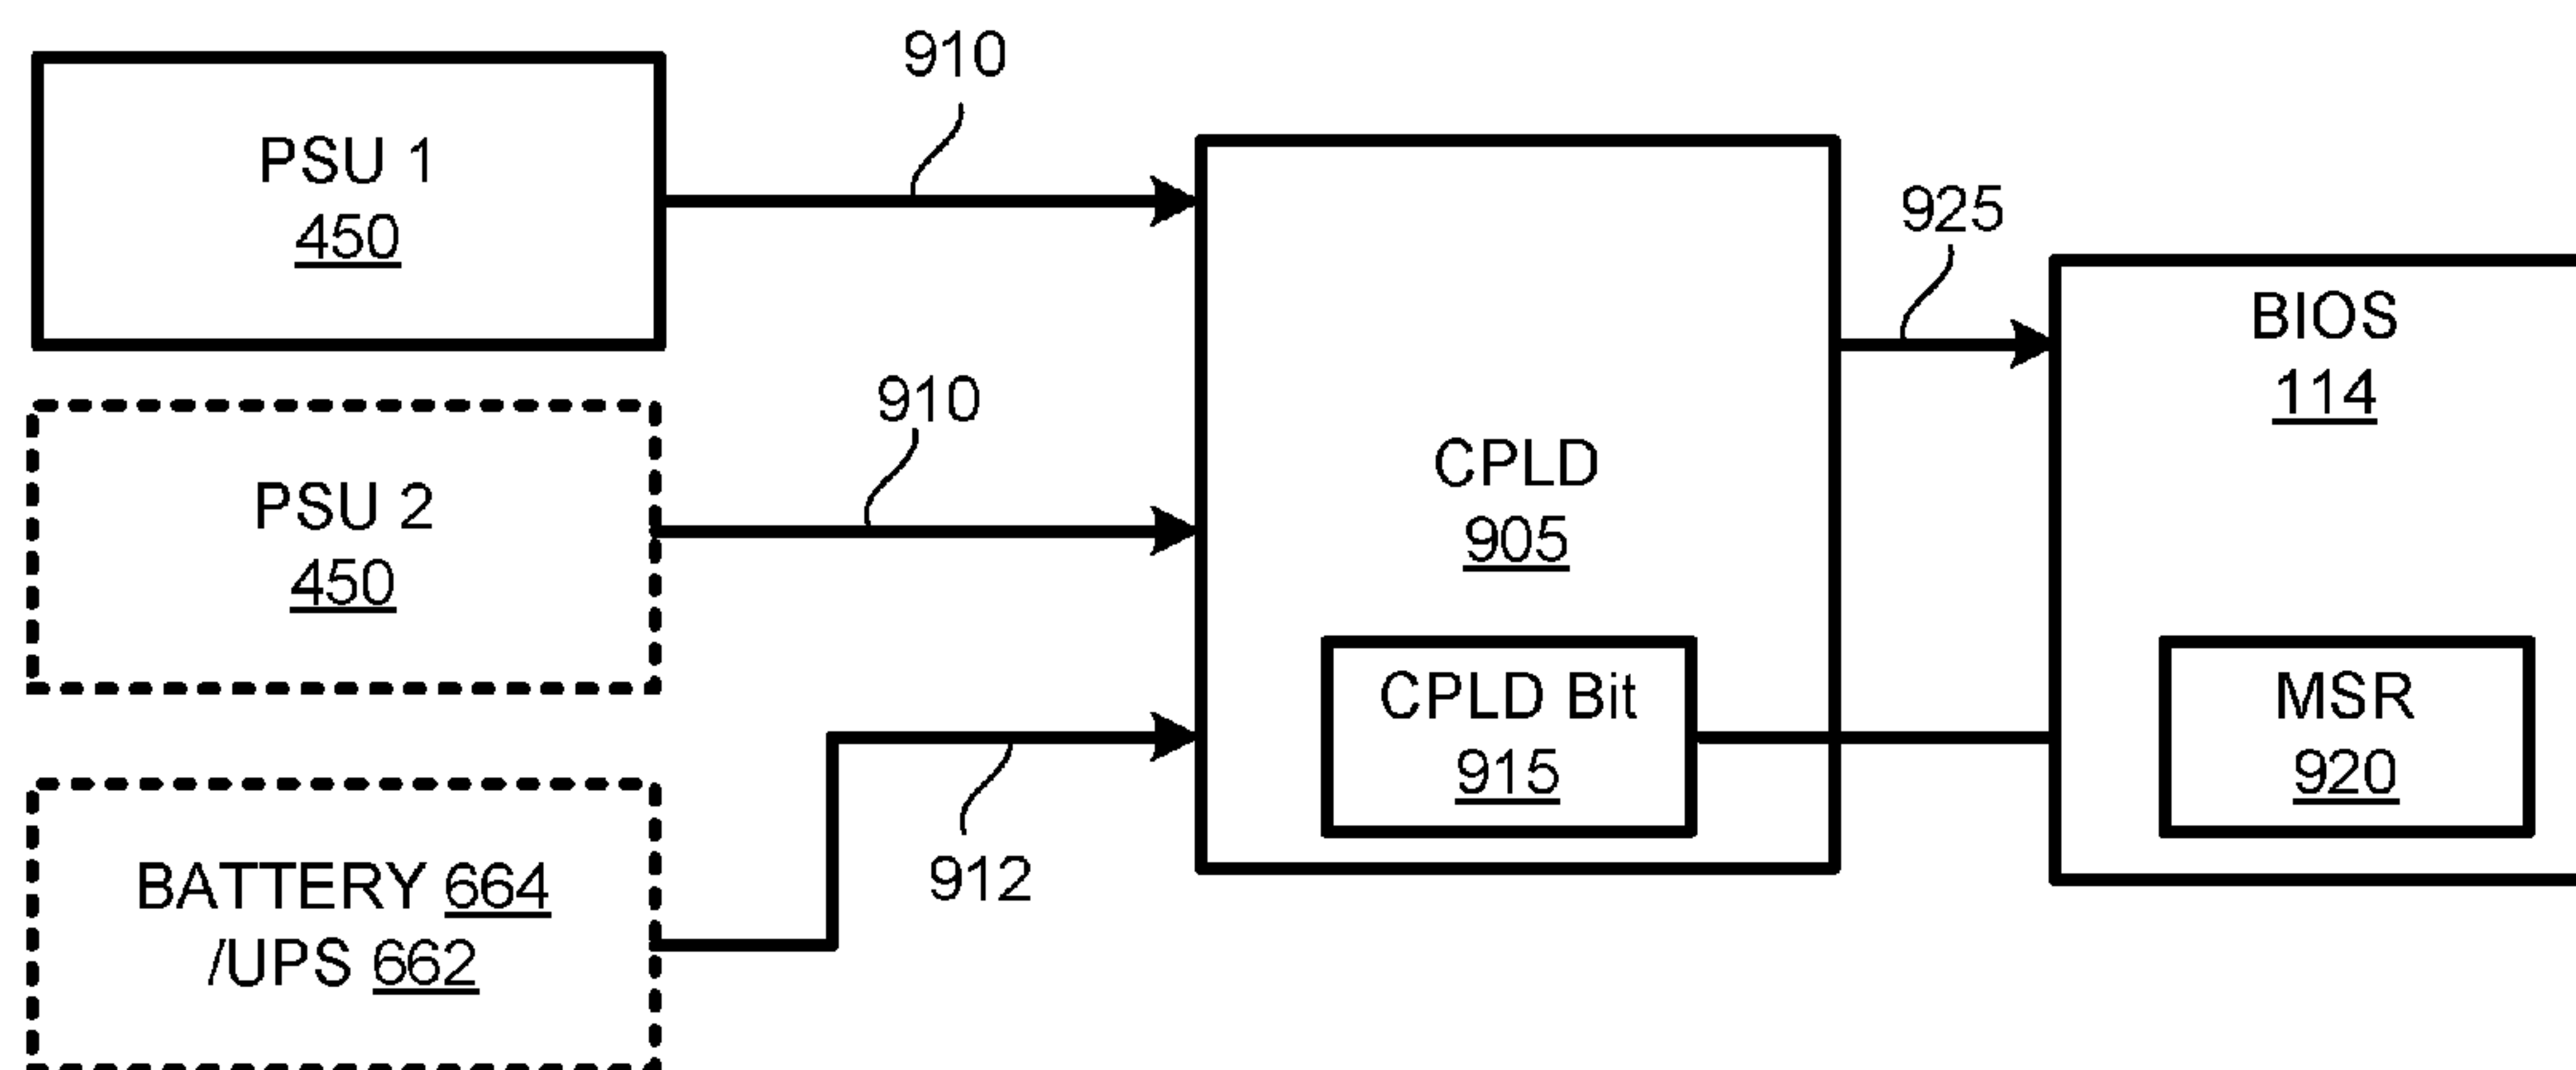 910
PSU 1
450
925
BIOS
114
910
CPLD
905
PSU 2
450
CPLD Bit
915
MSR
920
912
BATTERY 664
/UPS 662